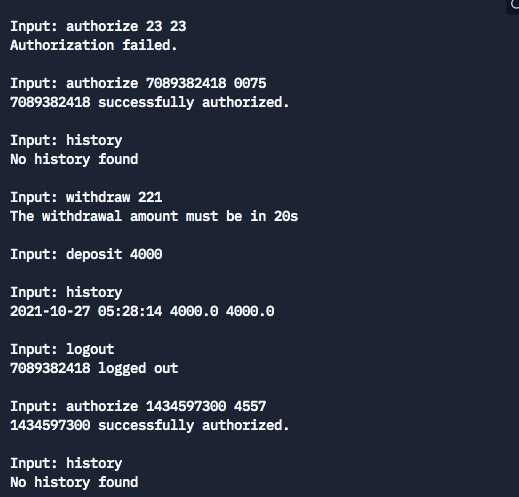 Input: authorize 23 23
Authorization failed.
Input: authorize 7089382418 0075
7089382418 successfully authorized.
Input: history
No history found
Input: withdraw 221
The withdrawal amount must be in 20s
Input: deposit 4000
Input: history
2021-10-27 05:28:14 4000.0 4000.0
Input: logout
7089382418 logged out
Input: authorize 1434597300 4557
1434597300 successfully authorized.
Input: history
No history found